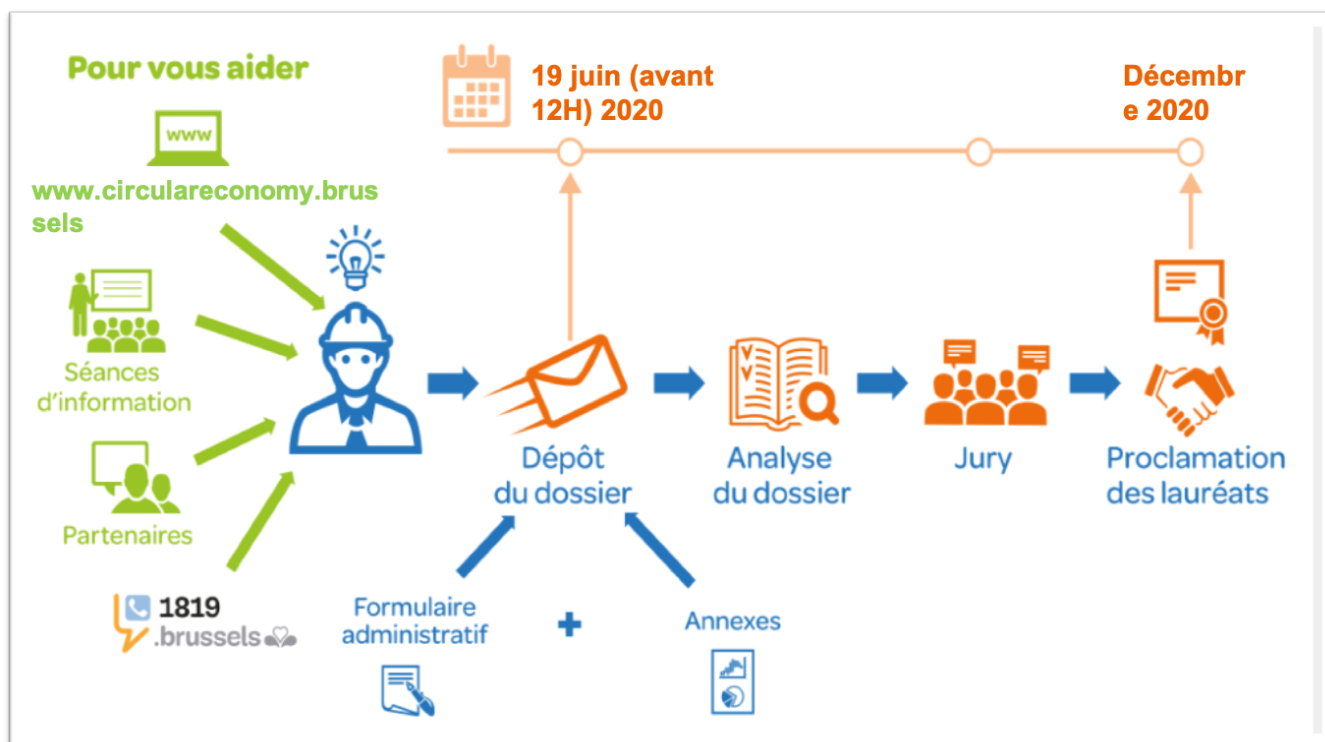 Pour vous aider
www
www.circulareconomy.brus
sels
Séances
d'information
Partenaires
1819
.brussels
19 juin (avant
12H) 2020
Décembr
e 2020
Dépôt
du dossier
Analyse
du dossier
Jury
Proclamation
des lauréats
Formulaire
administratif
+
Annexes